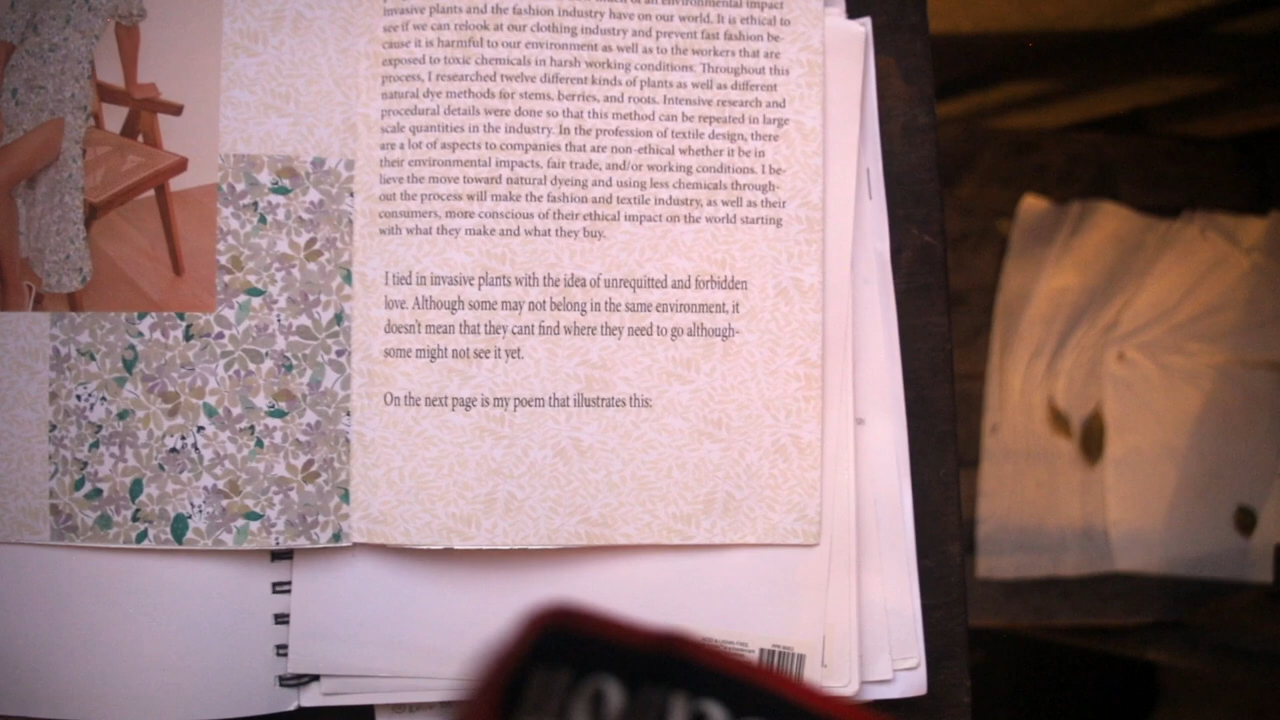 of an environmental impact
invasive plants and the fashion industry have on our world. It is ethical to
see if we can relook at our clothing industry and prevent fast fashion be-
cause it is harmful to our environment as well as to the workers that are
exposed to toxic chemicals in harsh working conditions. Throughout this
process, I researched twelve different kinds of plants as well as different
natural dye methods for stems, berries, and roots. Intensive research and
procedural details were done so that this method can be repeated in large
scale quantities in the industry. In the profession of textile design, there
are a lot of aspects to companies that are non-ethical whether it be in
their environmental impacts, fair trade, and/or working conditions. I be-
lieve the move toward natural dyeing and using less chemicals through-
out the process will make the fashion and textile industry, as well as their
consumers, more conscious of their ethical impact on the world starting
with what they make and what they buy.
I tied in invasive plants with the idea of unrequitted and forbidden
love. Although some may not belong in the same environment, it
doesn't mean that they cant find where they need to go although-
some might not see it yet.
On the next page is my poem that illustrates this: